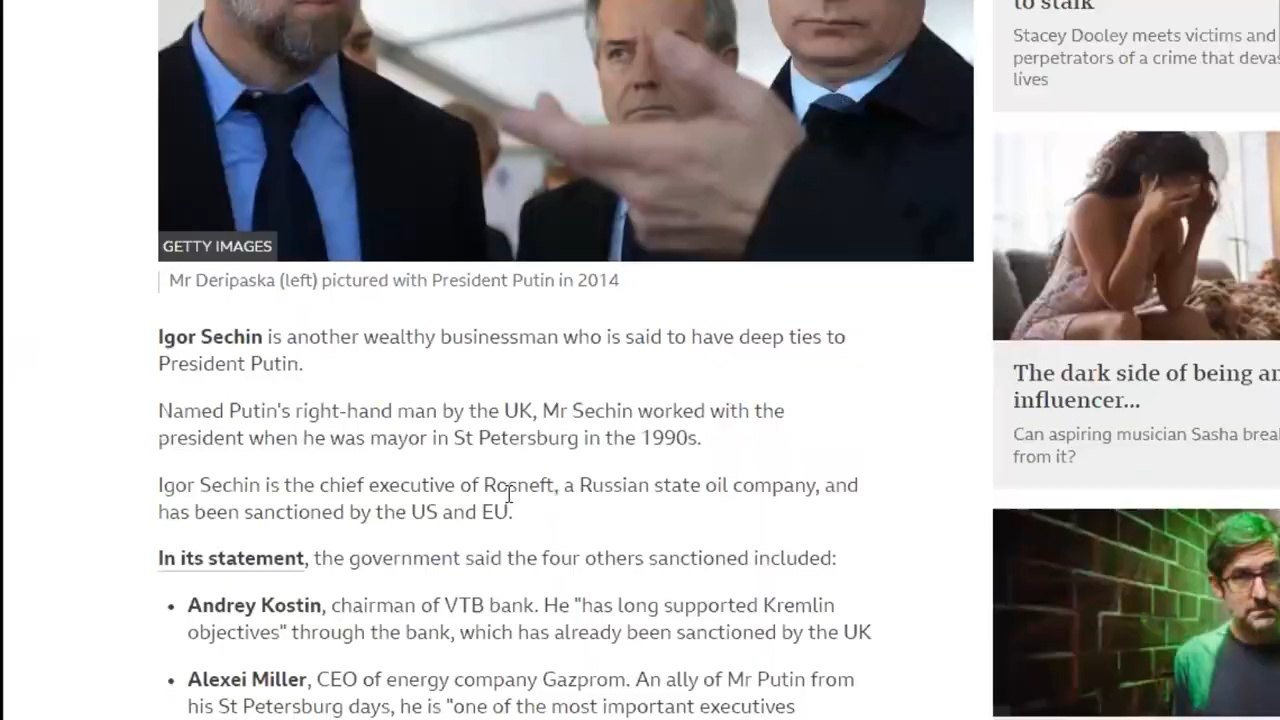 to stalk
Stacey Dooley meets victims and
perpetrators of a crime that devas
lives
GETTY IMAGES
Mr Deripaska (left) pictured with President Putin in 2014
Igor Sechin is another wealthy businessman who is said to have deep ties to
President Putin.
Named Putin's right-hand man by the UK, Mr Sechin worked with the
president when he was mayor in St Petersburg in the 1990s.
Igor Sechin is the chief executive of Rosneft, a Russian state oil company, and
has been sanctioned by the US and EU.
In its statement, the government said the four others sanctioned included:
• Andrey Kostin, chairman of VTB bank. He "has long supported Kremlin
objectives" through the bank, which has already been sanctioned by the UK
• Alexei Miller, CEO of energy company Gazprom. An ally of Mr Putin from
his St Petersburg days, he is "one of the most important executives
The dark side of being an
influencer...
Can aspiring musician Sasha break
from it?